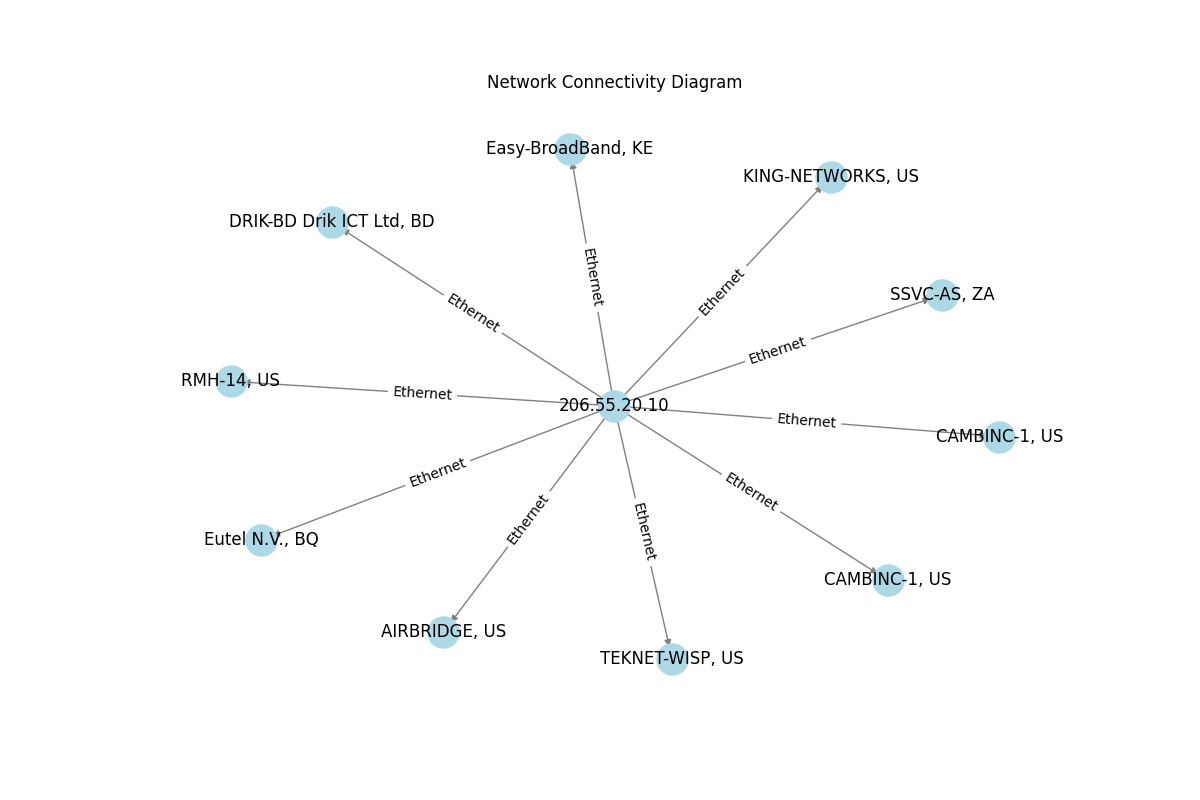 Network Connectivity Diagram
Easy-BroadBand, KE
KING-NETWORKS, US
DRIK-BD Drik ICT Ltd, BD
Ethernet
Ethernet
SSVC-AS, ZA
Ethernet
Ethernet
RMH-14, US
Ethernet
206.55.20.10
Ethernet
CAMBINC-1, US
Ethernet
Ethernet
Ethernet
Ethernet
Eutel N.V., BQ
CAMBINC-1, US
AIRBRIDGE, US
TEKNET-WISP, US